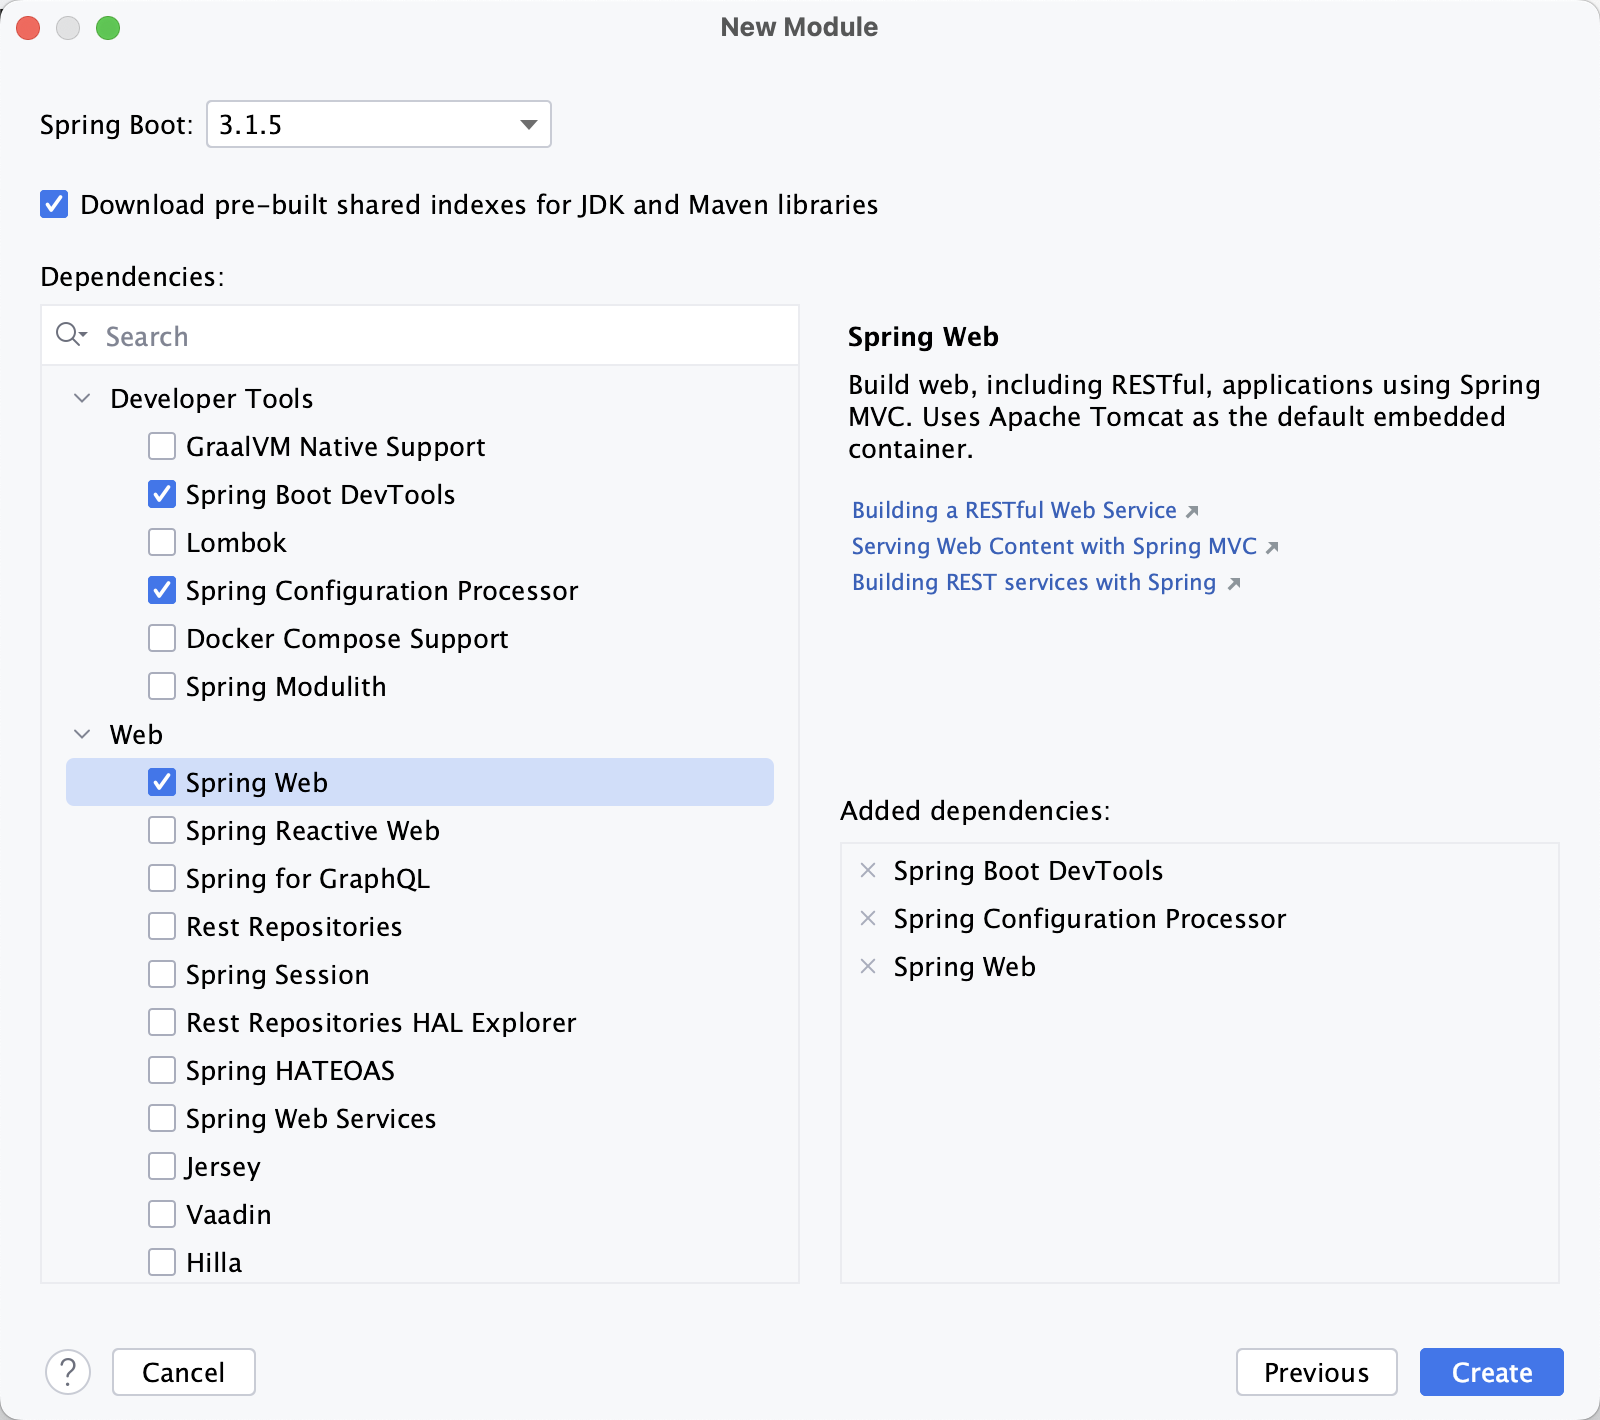 New Module
Spring Boot: 3.1.5
Download pre-built shared indexes for JDK and Maven libraries
Dependencies:
Search
Developer Tools
GraalVM Native Support
Spring Boot DevTools
Lombok
Spring Configuration Processor
Docker Compose Support
Spring Modulith
Web
Spring Web
Spring Reactive Web
Spring for GraphQL
Rest Repositories
Spring Session
Rest Repositories HAL Explorer
Spring HATEOAS
Spring Web Services
Jersey
Vaadin
Hilla
Spring Web
Build web, including RESTful, applications using Spring
MVC. Uses Apache Tomcat as the default embedded
container.
Building a RESTful Web Service
Serving Web Content with Spring MVC
Building REST services with Spring
Added dependencies:
Spring Boot DevTools
Spring Configuration Processor
Spring Web
? Cancel Previous Create